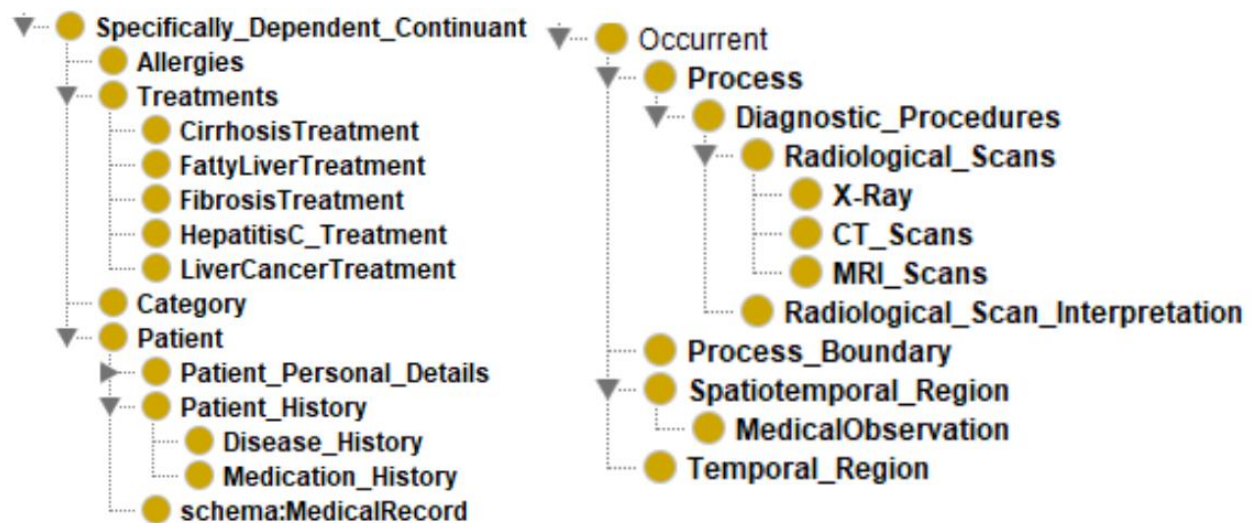 Specifically_Dependent_Continuant
Allergies
Treatments
CirrhosisTreatment
FattyLiverTreatment
FibrosisTreatment
HepatitisC_Treatment
LiverCancerTreatment
Category
Patient
Patient_Personal_Details
Patient_History
Disease_History
Medication_History
schema:MedicalRecord
Occurrent
Process
Diagnostic_Procedures
Radiological_Scans
X-Ray
CT_Scans
MRI_Scans
Radiological_Scan_Interpretation
Process_Boundary
Spatiotemporal_Region
MedicalObservation
Temporal_Region